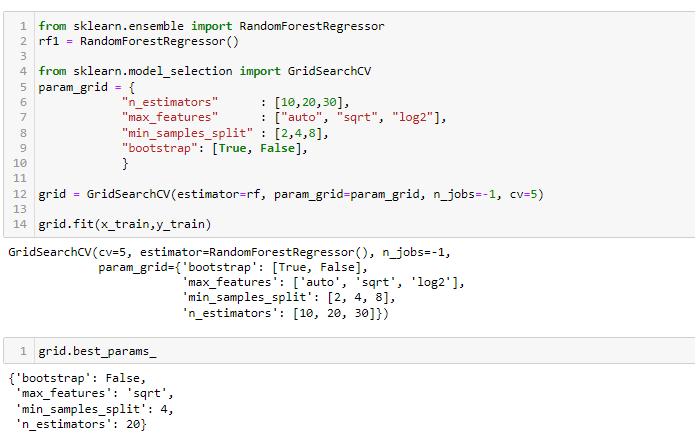 1 from sklearn.ensemble import RandomForestRegressor
2 rf1 = RandomForestRegressor()
3
4 from sklearn.model_selection import GridSearchCV
5 param_grid = {
6             "n_estimators"      : [10,20,30],
7             "max_features"      : ["auto", "sqrt", "log2"],
8             "min_samples_split" : [2,4,8],
9             "bootstrap": [True, False],
10             }
11
12 grid = GridSearchCV(estimator=rf, param_grid=param_grid, n_jobs=-1, cv=5)
13
14 grid.fit(x_train,y_train)
GridSearchCV(cv=5, estimator=RandomForestRegressor(), n_jobs=-1,
             param_grid={'bootstrap': [True, False],
                         'max_features': ['auto', 'sqrt', 'log2'],
                         'min_samples_split': [2, 4, 8],
                         'n_estimators': [10, 20, 30]})
1 grid.best_params_
{'bootstrap': False,
 'max_features': 'sqrt',
 'min_samples_split': 4,
 'n_estimators': 20}